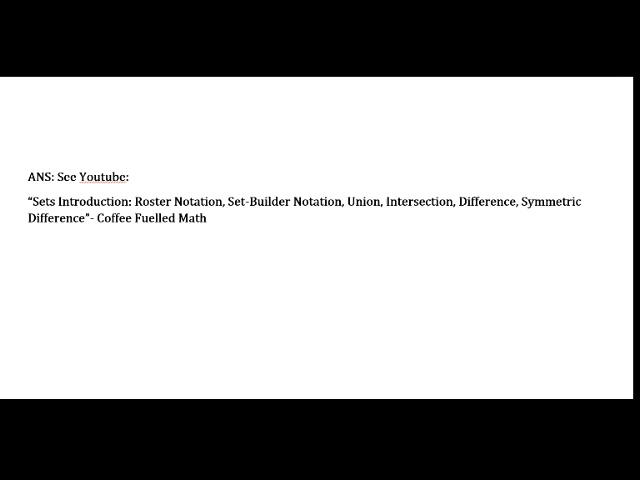 ANS: See Youtube:
“Sets Introduction: Roster Notation, Set-Builder Notation, Union, Intersection, Difference, Symmetric
Difference”- Coffee Fuelled Math